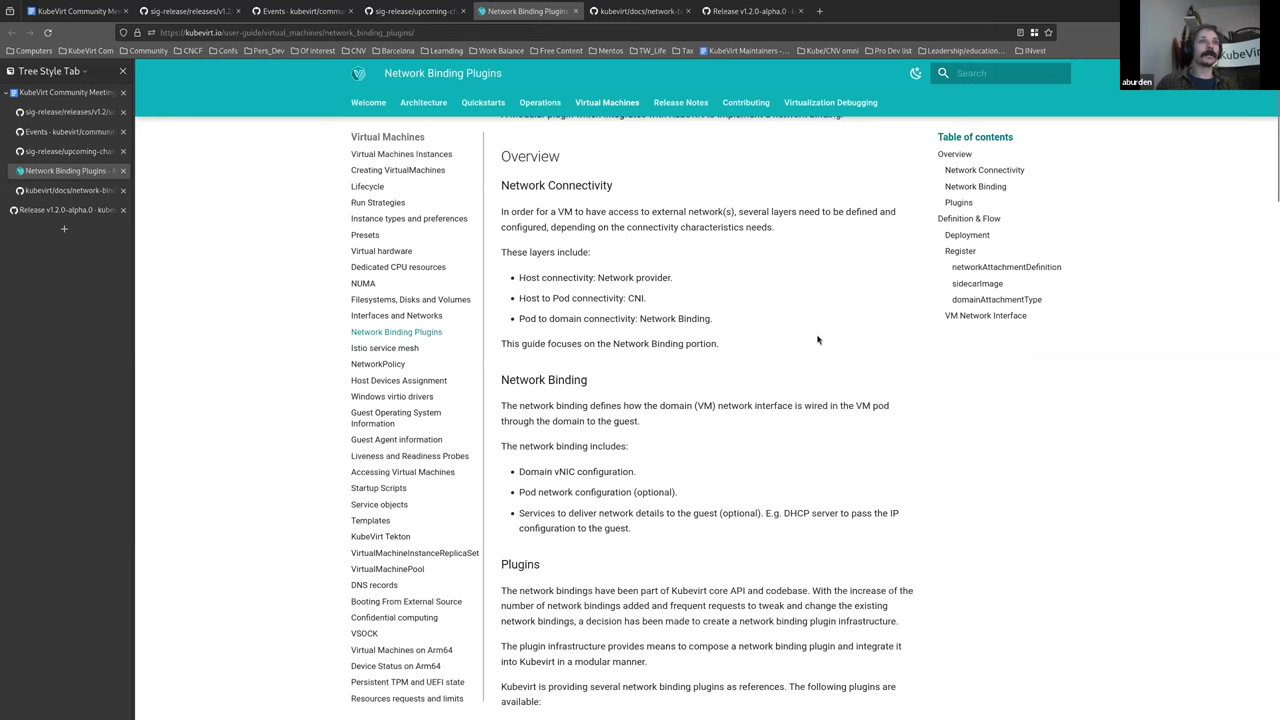 KubeVirt Community Mee
sig-release/releases/v1.2
Events · kubevirt/commun
sig-release/upcoming-ch
Network Binding Plugins
kubevirt/docs/network-b
Release v1.2.0-alpha.0 · k
https://kubevirt.io/user-guide/virtual_machines/network_binding_plugins/
Computers
KubeVirt Com
Community
CNCF
Confs
Pers_Dev
Of interest
CNV
Barcelona
Learnding
Work Balance
Free Content
Mentos
TW_Life
Tax
KubeVirt Maintainers -...
Kube/CNV omni
Pro Dev list
Leadership/education...
INvest
aburden
Tree Style Tab
KubeVirt Community Meeting
sig-release/releases/v1.2/s
Events · kubevirt/communi
sig-release/upcoming-chan
Network Binding Plugins -
kubevirt/docs/network-bind
Release v1.2.0-alpha.0 · kube
Network Binding Plugins
Search
Welcome
Architecture
Quickstarts
Operations
Virtual Machines
Release Notes
Contributing
Virtualization Debugging
Virtual Machines
Virtual Machines Instances
Creating VirtualMachines
Lifecycle
Run Strategies
Instance types and preferences
Presets
Virtual hardware
Dedicated CPU resources
NUMA
Filesystems, Disks and Volumes
Interfaces and Networks
Network Binding Plugins
Istio service mesh
NetworkPolicy
Host Devices Assignment
Windows virtio drivers
Guest Operating System
Information
Guest Agent information
Liveness and Readiness Probes
Accessing Virtual Machines
Startup Scripts
Service objects
Templates
KubeVirt Tekton
VirtualMachineInstanceReplicaSet
VirtualMachinePool
DNS records
Booting From External Source
Confidential computing
VSOCK
Virtual Machines on Arm64
Device Status on Arm64
Persistent TPM and UEFI state
Resources requests and limits
A modular plugin which integrates with Kubevirt to implement a network binding.
Overview
Network Connectivity
In order for a VM to have access to external network(s), several layers need to be defined and
configured, depending on the connectivity characteristics needs.
These layers include:
• Host connectivity: Network provider.
• Host to Pod connectivity: CNI.
• Pod to domain connectivity: Network Binding.
This guide focuses on the Network Binding portion.
Network Binding
The network binding defines how the domain (VM) network interface is wired in the VM pod
through the domain to the guest.
The network binding includes:
• Domain vNIC configuration.
• Pod network configuration (optional).
• Services to deliver network details to the guest (optional). E.g. DHCP server to pass the IP
configuration to the guest.
Plugins
The network bindings have been part of Kubevirt core API and codebase. With the increase of the
number of network bindings added and frequent requests to tweak and change the existing
network bindings, a decision has been made to create a network binding plugin infrastructure.
The plugin infrastructure provides means to compose a network binding plugin and integrate it
into Kubevirt in a modular manner.
Kubevirt is providing several network binding plugins as references. The following plugins are
available:
Table of contents
Overview
Network Connectivity
Network Binding
Plugins
Definition & Flow
Deployment
Register
networkAttachmentDefinition
sidecarImage
domainAttachmentType
VM Network Interface